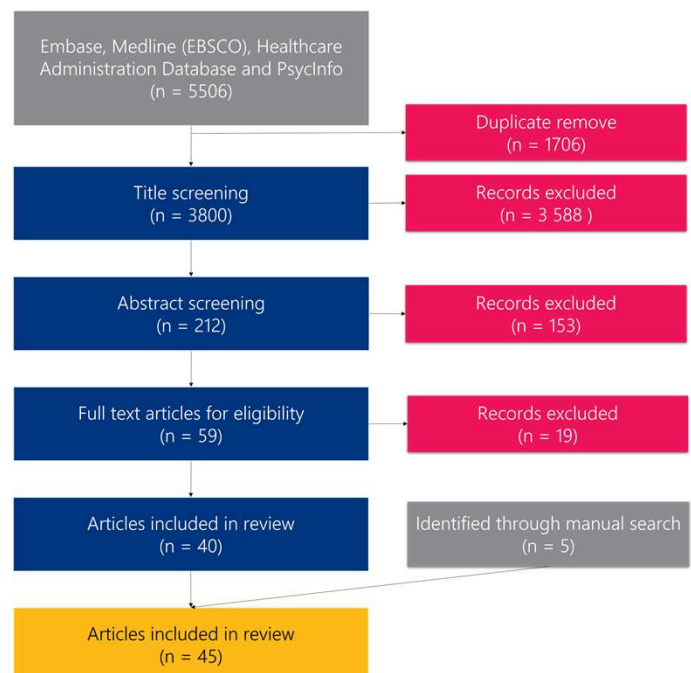 Embase, Medline (EBSCO), Healthcare
Administration Database and PsycInfo
(n = 5506)
Duplicate remove
(n = 1706)
Title screening
(n = 3800)
Records excluded
(n = 3 588 )
Abstract screening
(n = 212)
Records excluded
(n = 153)
Full text articles for eligibility
(n = 59)
Records excluded
(n = 19)
Articles included in review
(n = 40)
Identified through manual search
(n = 5)
Articles included in review
(n = 45)